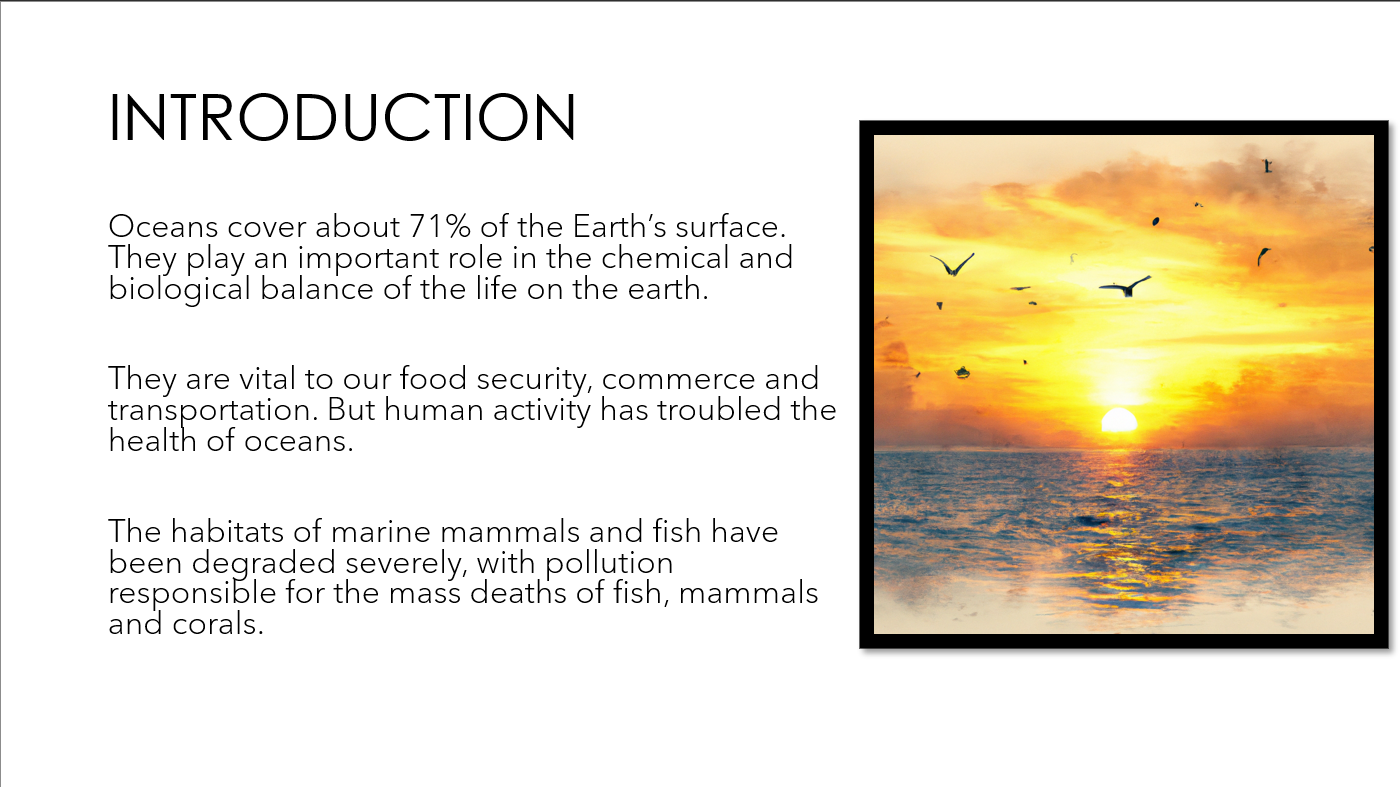 INTRODUCTION
Oceans cover about 71% of the Earth’s surface.
They play an important role in the chemical and
biological balance of the life on the earth.
They are vital to our food security, commerce and
transportation. But human activity has troubled the
health of oceans.
The habitats of marine mammals and fish have
been degraded severely, with pollution
responsible for the mass deaths of fish, mammals
and corals.